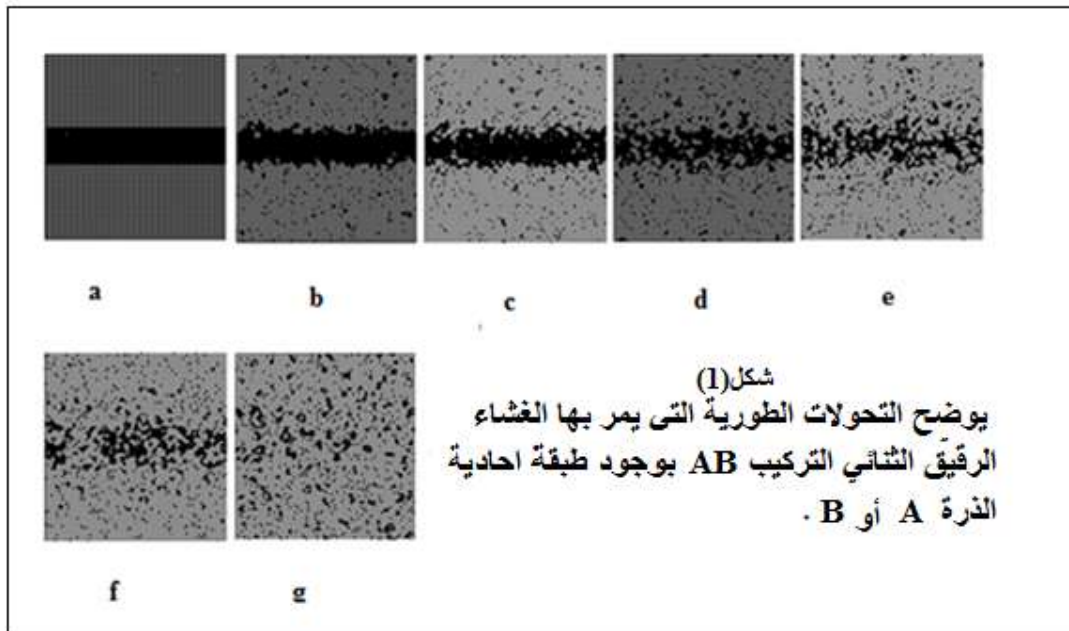 a
b
c
d
e
شكل(1)
يوضح التحولات الطورية التى يمر بها الغشاء
الرقيق الثنائي التركيب AB بوجود طبقة احادية
الذرة A أو B .
f
g